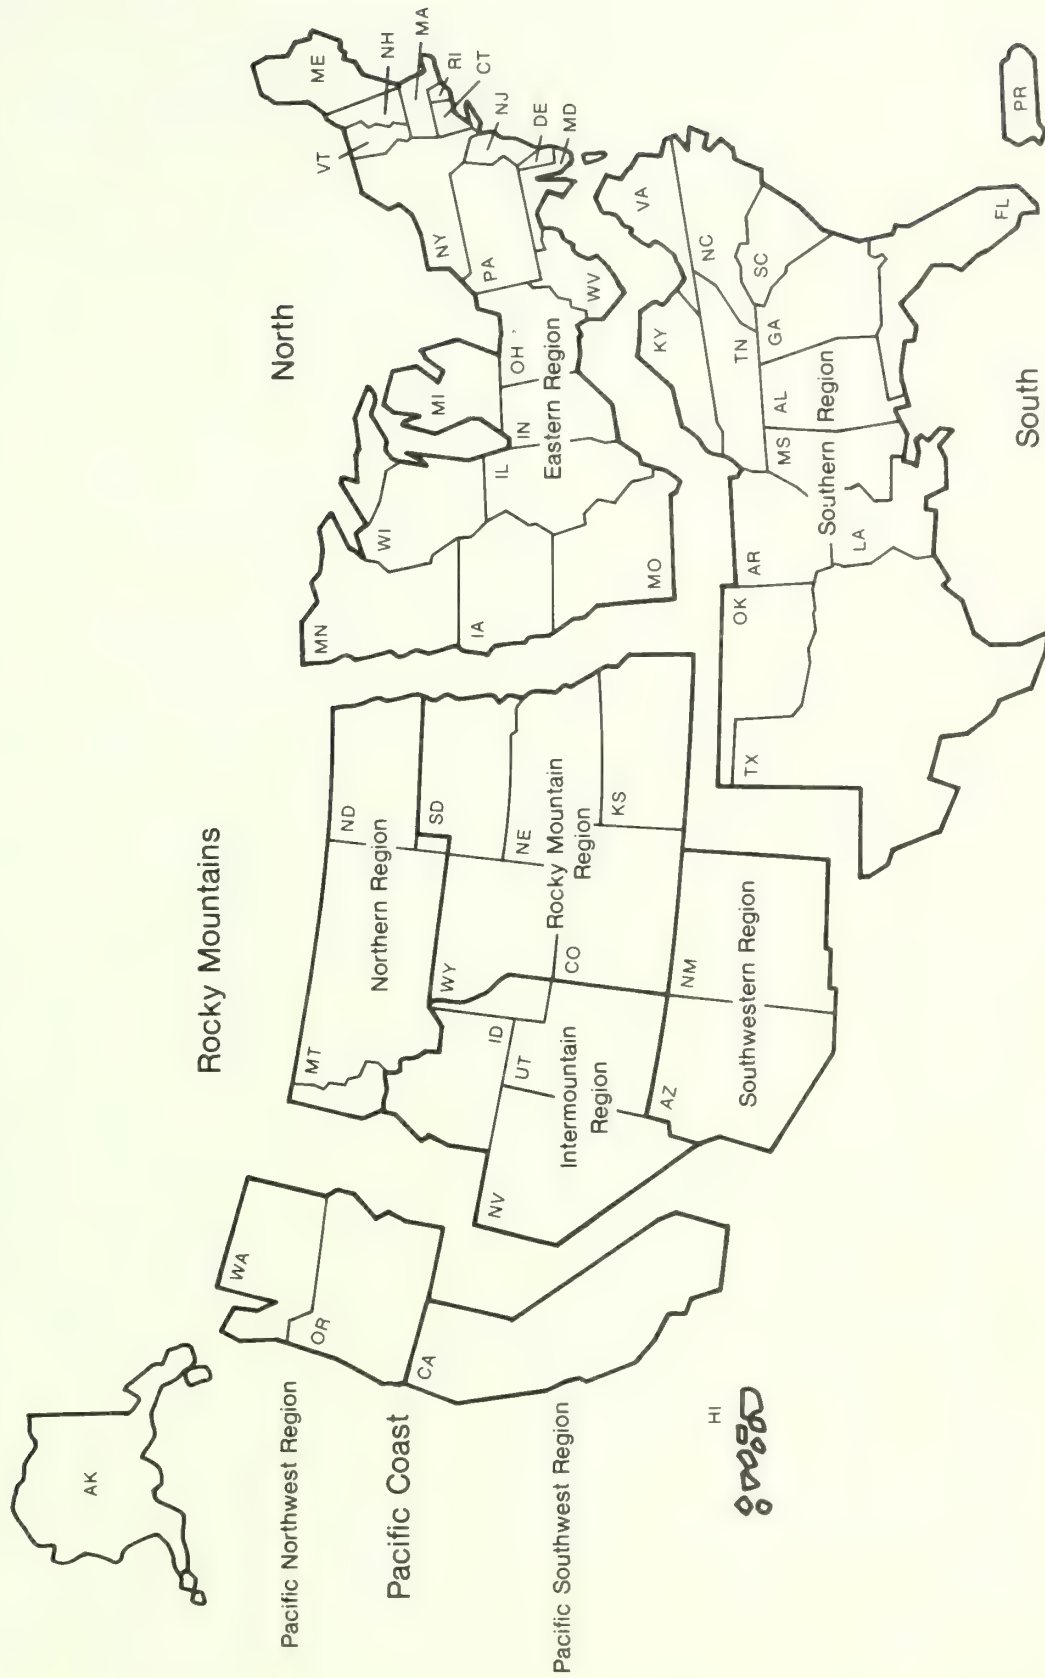 Rocky Mountains
North
Pacific Coast
South
Pacific Northwest Region
Pacific Southwest Region
Northern Region
Rocky Mountain
Region
Intermountain
Region
Southwestern Region
Eastern Region
Southern Region
AK
WA
OR
CA
HI
MT
ND
ID
WY
SD
NE
NV
UT
CO
KS
AZ
NM
MN
WI
MI
IA
IL
IN
OH
MO
WV
PA
NY
VT
ME
NH
MA
RI
CT
NJ
DE
MD
KY
VA
TN
NC
SC
GA
AL
MS
AR
LA
OK
TX
FL
PR